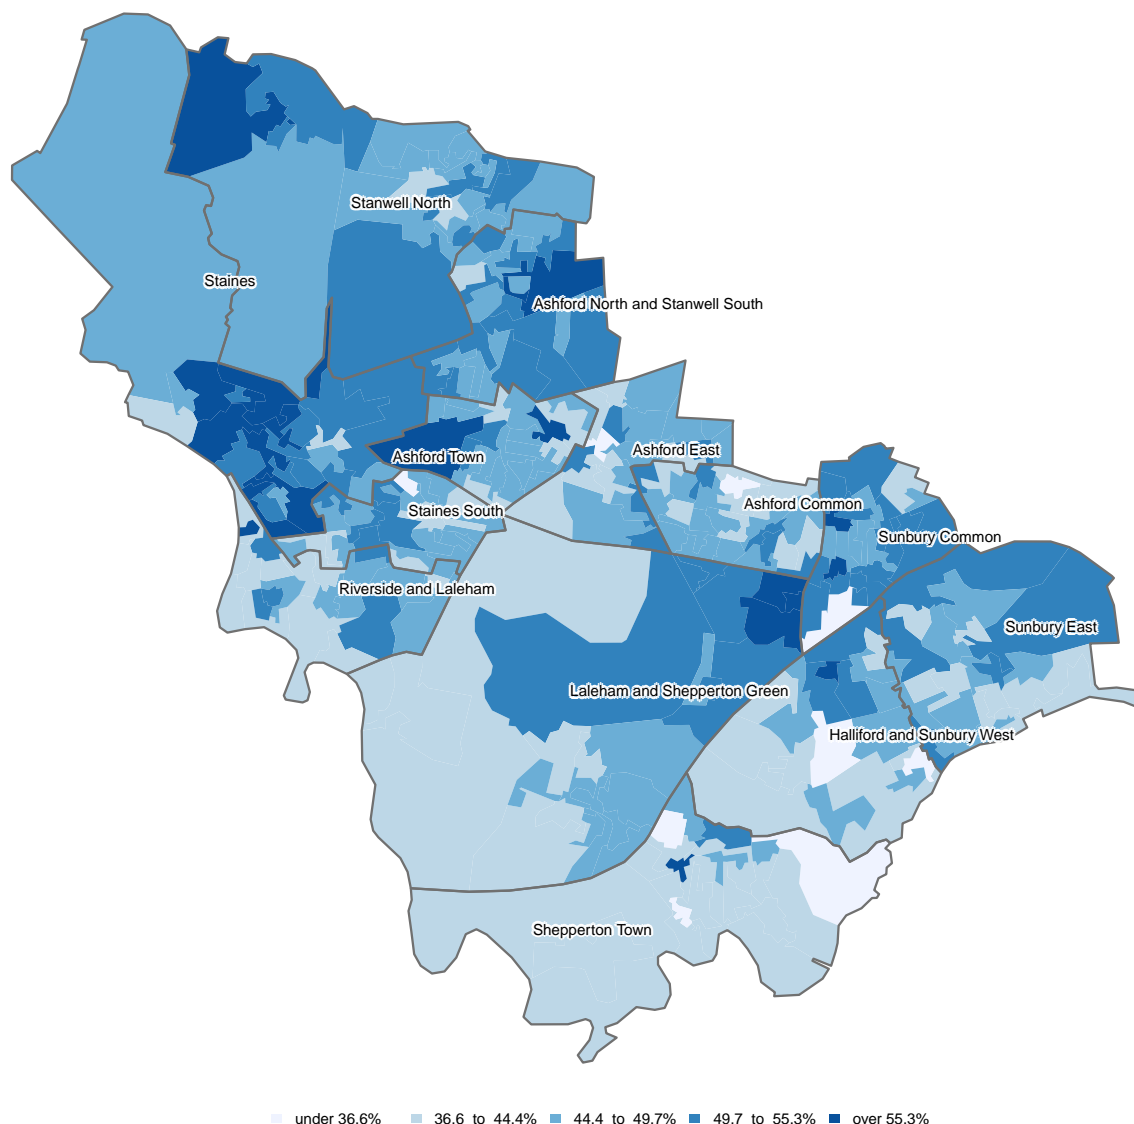 Stanwell North
Staines
Ashford North and Stanwell South
Ashford East
Ashford Town
Ashford Common
Staines South
Sunbury Common
Riverside and Laleham
Sunbury East
Laleham and Shepperton Green
Halliford and Sunbury West
Shepperton Town
under 36.6% 36.6 to 44.4% 44.4 to 49.7% 49.7 to 55.3% over 55.3%